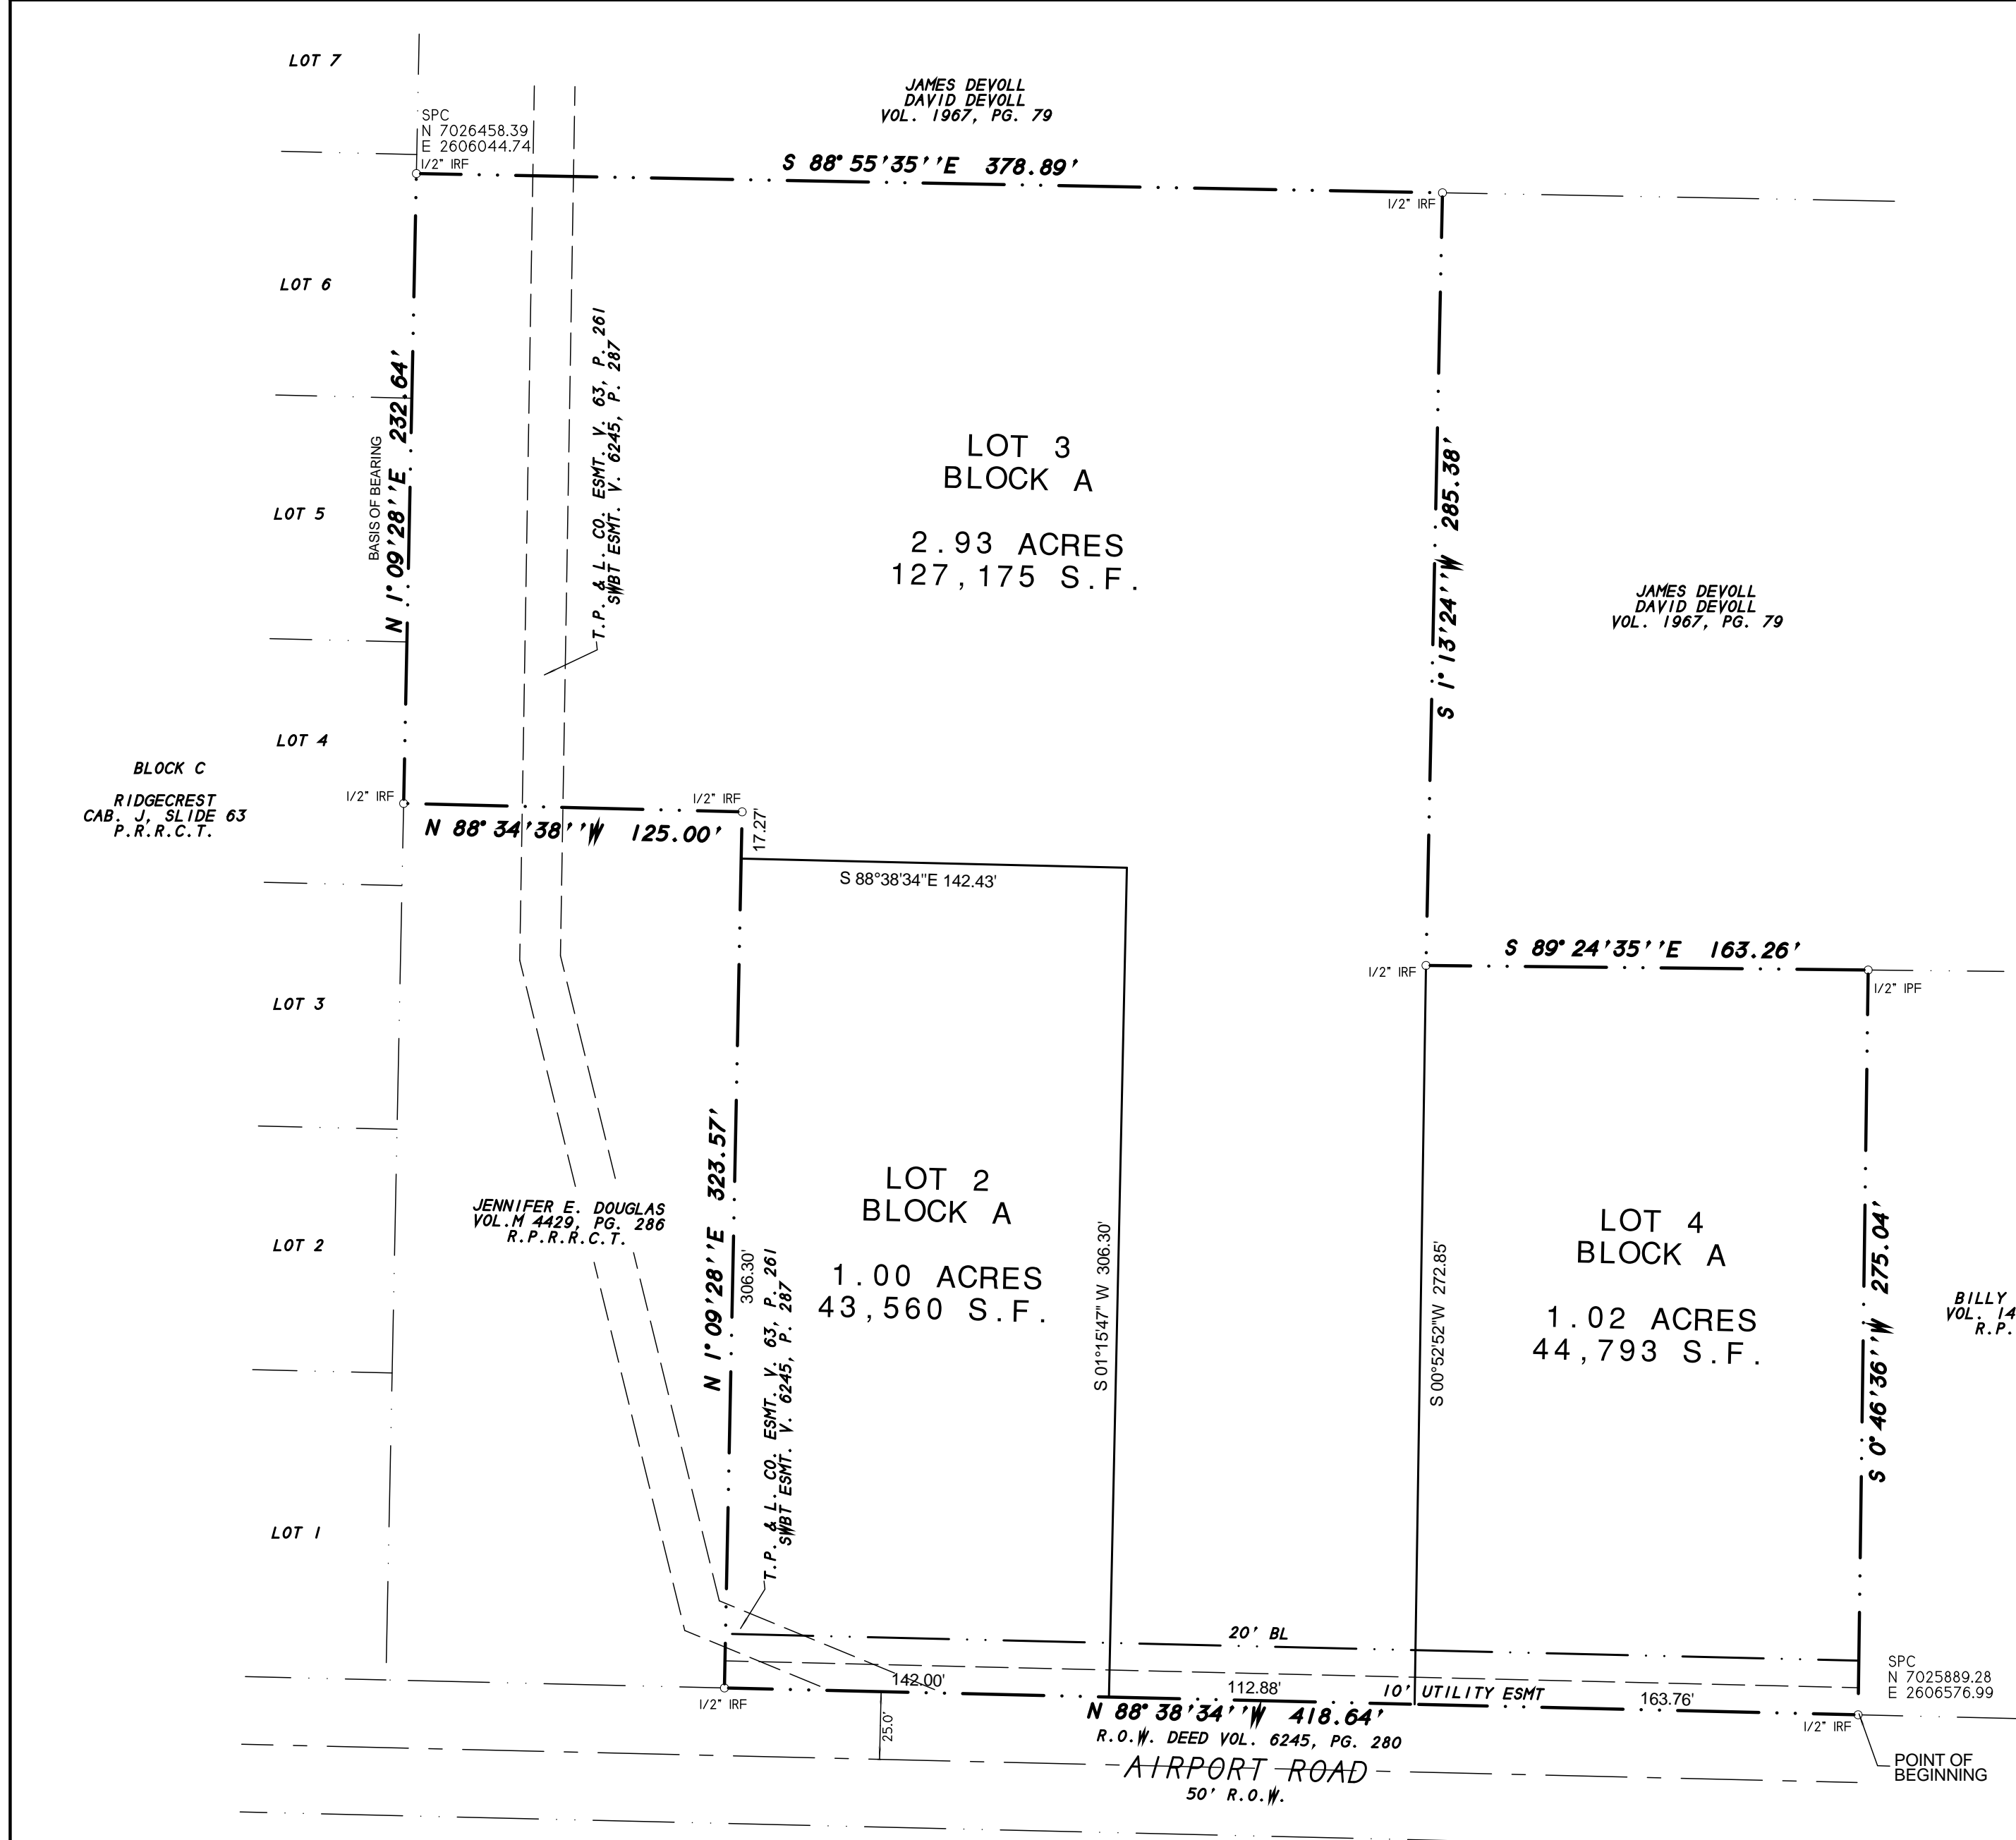 LOT 7
JAMES DEVOLL
DAVID DEVOLL
VOL. 1967, PG. 79
SPC
N 7026458.39
E 2606044.74
1/2" IRF
S 88°55'35''E 378.89'
1/2" IRF
LOT 6
N 1°09'28''E 232.64'
BASIS OF BEARING
T.P. & L. CO. ESMT. V. 63, P. 261
SWBT ESMT. V. 6245, P. 287
LOT 3
BLOCK A
2.93 ACRES
127,175 S.F.
S 1°13'24''W 285.38'
LOT 5
JAMES DEVOLL
DAVID DEVOLL
VOL. 1967, PG. 79
LOT 4
BLOCK C
RIDGECREST
CAB. J, SLIDE 63
P.R.R.C.T.
1/2" IRF
1/2" IRF
N 88°34'38''W 125.00'
17.27'
S 88°38'34"E 142.43'
S 89°24'35''E 163.26'
1/2" IRF
1/2" IPF
LOT 3
N 1°09'28''E 323.57'
306.30'
JENNIFER E. DOUGLAS
VOL.M 4429, PG. 286
R.P.R.R.C.T.
LOT 2
LOT 2
BLOCK A
1.00 ACRES
43,560 S.F.
S 01°15'47" W 306.30'
S 00°52'52"W 272.85'
LOT 4
BLOCK A
1.02 ACRES
44,793 S.F.
S 0°46'36''W 275.04'
BILLY
VOL. 14
R.P.
T.P. & L. CO. ESMT. V. 63, P. 261
SWBT ESMT. V. 6245, P. 287
LOT 1
20' BL
SPC
N 7025889.28
E 2606576.99
142.00'
112.88'
10' UTILITY ESMT
163.76'
1/2" IRF
25.0'
N 88°38'34''W 418.64'
1/2" IRF
R.O.W. DEED VOL. 6245, PG. 280
AIRPORT ROAD
50' R.O.W.
POINT OF
BEGINNING